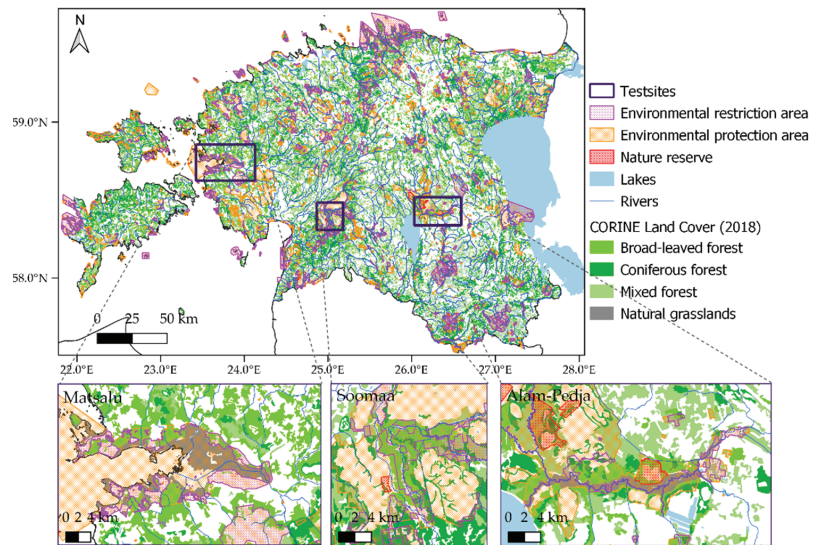 N
59.0°N
58.0°N
0 25 50 km
22.0°E 23.0°E 24.0°E 25.0°E 26.0°E 27.0°E 28.0°E
Testsites
Environmental restriction area
Environmental protection area
Nature reserve
Lakes
Rivers
CORINE Land Cover (2018)
Broad-leaved forest
Coniferous forest
Mixed forest
Natural grasslands
Matsalu
0 2 4 km
Soomaa
0 2 4 km
Alam-Pedja
0 2 4 km